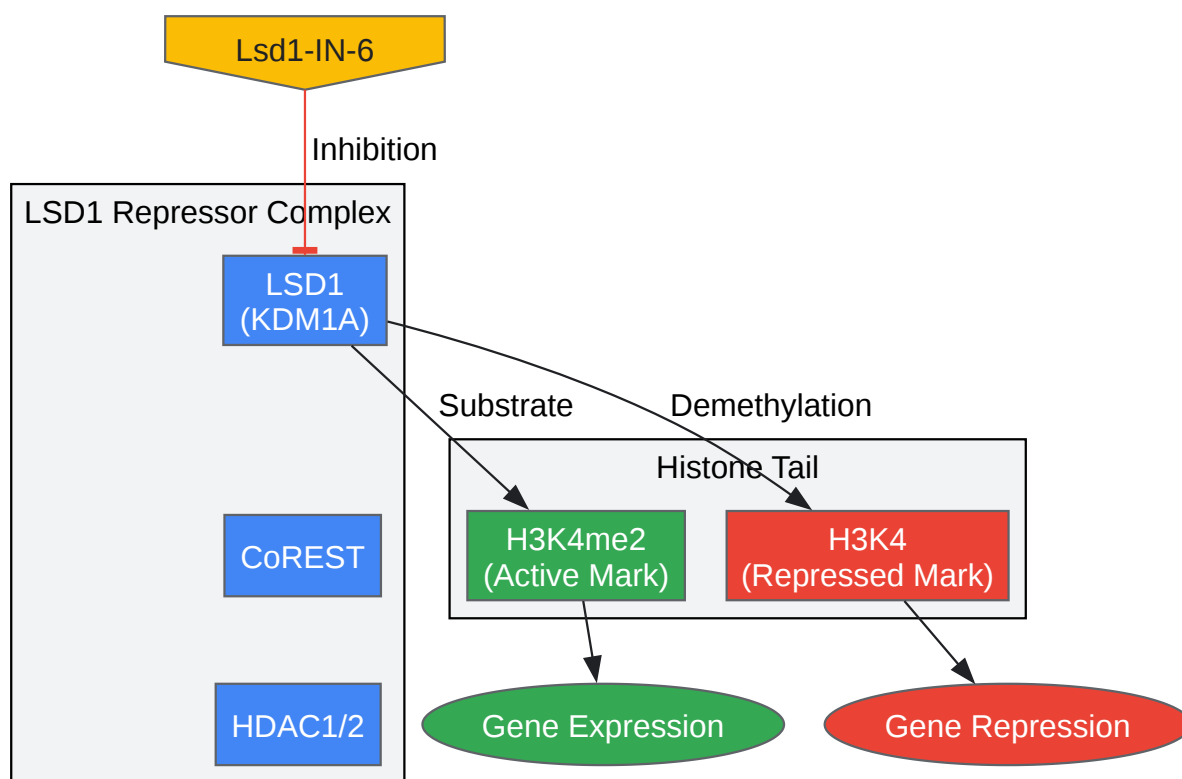 Lsd1-IN-6
Inhibition
LSD1 Repressor Complex
LSD1
(KDM1A)
Substrate
Demethylation
Histone Tail
H3K4me2
(Active Mark)
H3K4
(Repressed Mark)
CoREST
HDAC1/2
Gene Expression
Gene Repression